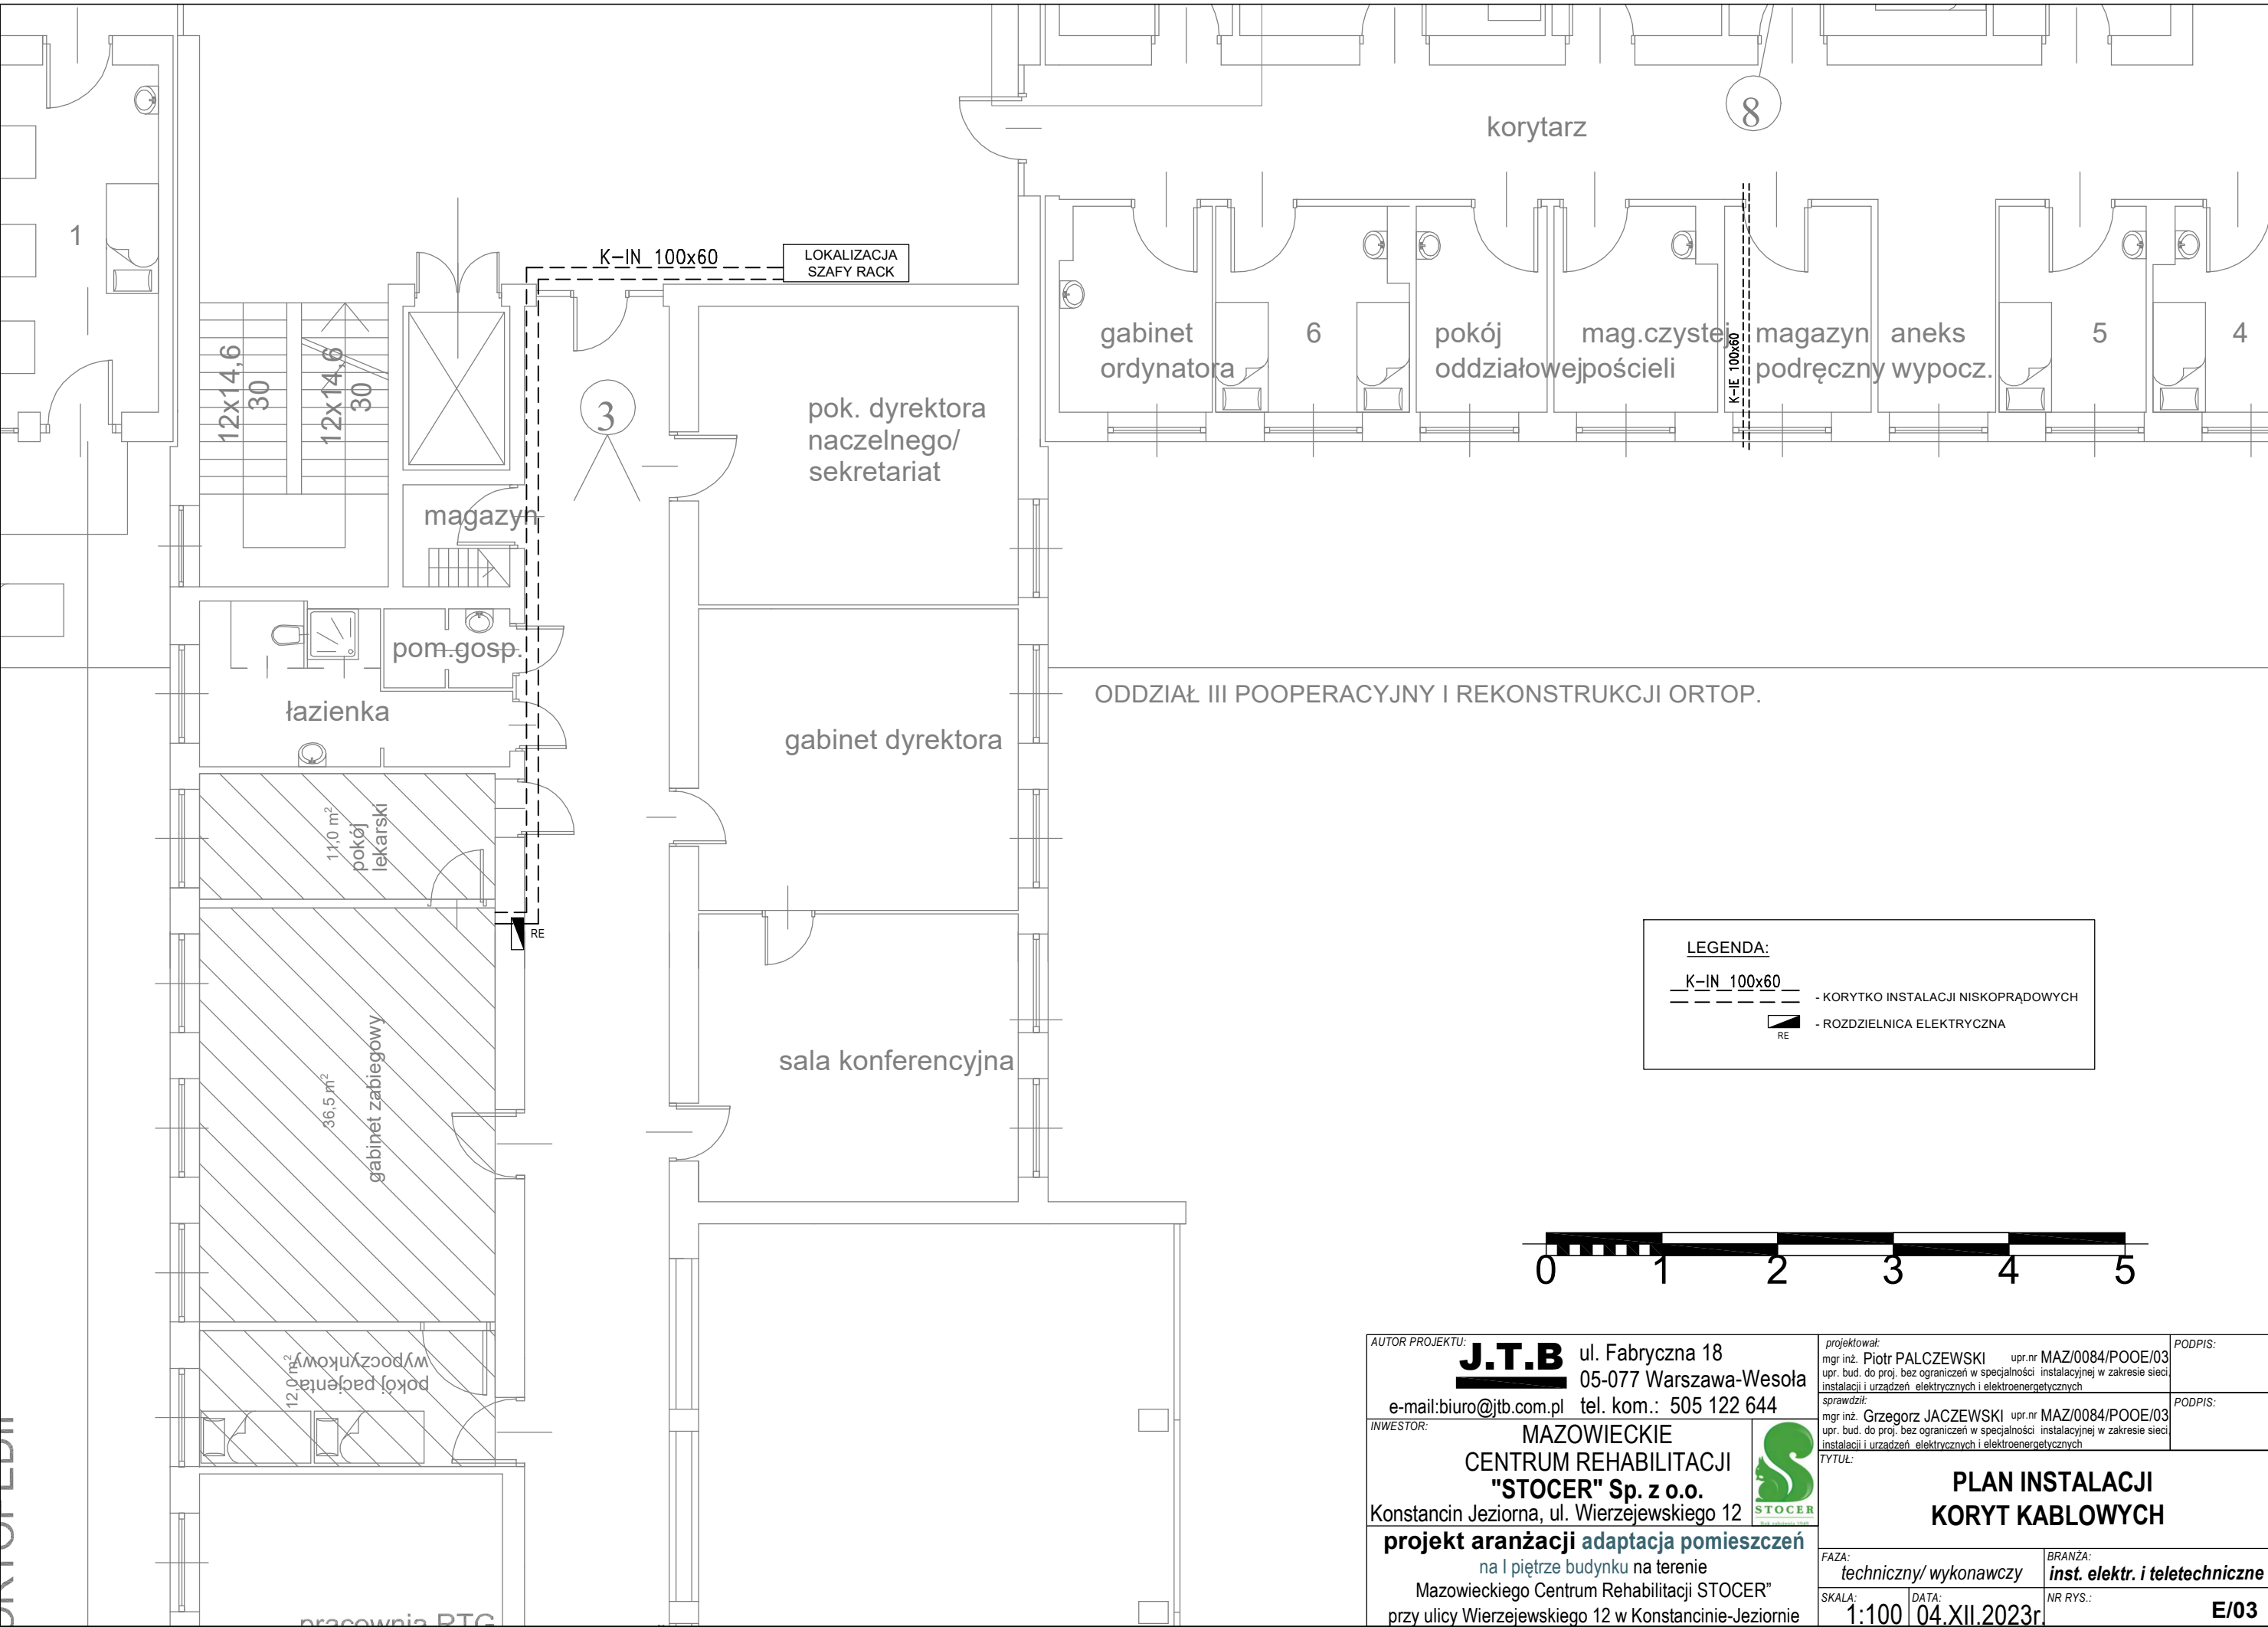 korytarz
8
1
K-IN 100x60
LOKALIZACJA
SZAFY RACK
12x14,6
30
12x14,6
30
3
gabinet
ordynatora
6
pokój
oddziałowej
mag.czystej
pościeli
K-IE 100x60
magazyn
podręczny
aneks
wypocz.
5
4
pok. dyrektora
naczelnego/
sekretariat
magazyn
pom.gosp.
łazienka
gabinet dyrektora
ODDZIAŁ III POOPERACYJNY I REKONSTRUKCJI ORTOP.
11,0 m²
pokój
lekarski
RE
36,5 m²
gabinet zabiegowy
sala konferencyjna
LEGENDA:
K-IN 100x60
- KORYTKO INSTALACJI NISKOPRĄDOWYCH
RE
- ROZDZIELNICA ELEKTRYCZNA
12,0 m²
pokój pacjenta
wypoczynkowy
pracownia RTG
0 1 2 3 4 5
AUTOR PROJEKTU:
J.T.B
ul. Fabryczna 18
05-077 Warszawa-Wesoła
e-mail:biuro@jtb.com.pl tel. kom.: 505 122 644
INWESTOR:
MAZOWIECKIE
CENTRUM REHABILITACJI
"STOCER" Sp. z o.o.
Konstancin Jeziorna, ul. Wierzejewskiego 12
STOCER
projekt aranżacji adaptacja pomieszczeń
na I piętrze budynku na terenie
Mazowieckiego Centrum Rehabilitacji STOCER”
przy ulicy Wierzejewskiego 12 w Konstancinie-Jeziornie
projektował:
mgr inż. Piotr PALCZEWSKI upr.nr MAZ/0084/POOE/03
upr. bud. do proj. bez ograniczeń w specjalności instalacyjnej w zakresie sieci,
instalacji i urządzeń elektrycznych i elektroenergetycznych
PODPIS:
sprawdził:
mgr inż. Grzegorz JACZEWSKI upr.nr MAZ/0084/POOE/03
upr. bud. do proj. bez ograniczeń w specjalności instalacyjnej w zakresie sieci,
instalacji i urządzeń elektrycznych i elektroenergetycznych
PODPIS:
TYTUŁ:
PLAN INSTALACJI
KORYT KABLOWYCH
FAZA:
techniczny/ wykonawczy
BRANŻA:
inst. elektr. i teletechniczne
SKALA:
1:100
DATA:
04.XII.2023r.
NR RYS.:
E/03